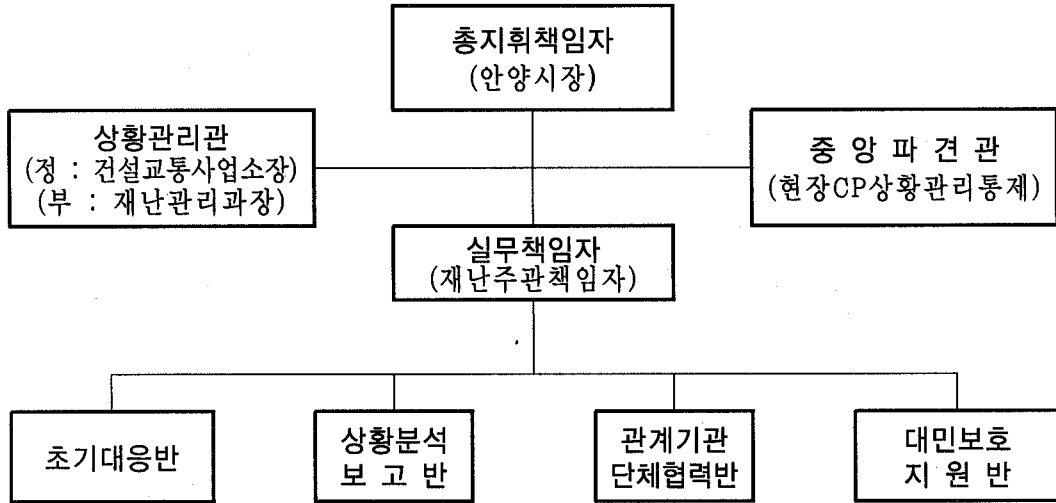 총지휘책임자
(안양시장)
상황관리관
(정 : 건설교통사업소장)
(부 : 재난관리과장)
중 앙 파 견 관
(현장CP상황관리통제)
실무책임자
(재난주관책임자)
초기대응반
상황분석
보 고 반
관계기관
단체협력반
대민보호
지 원 반